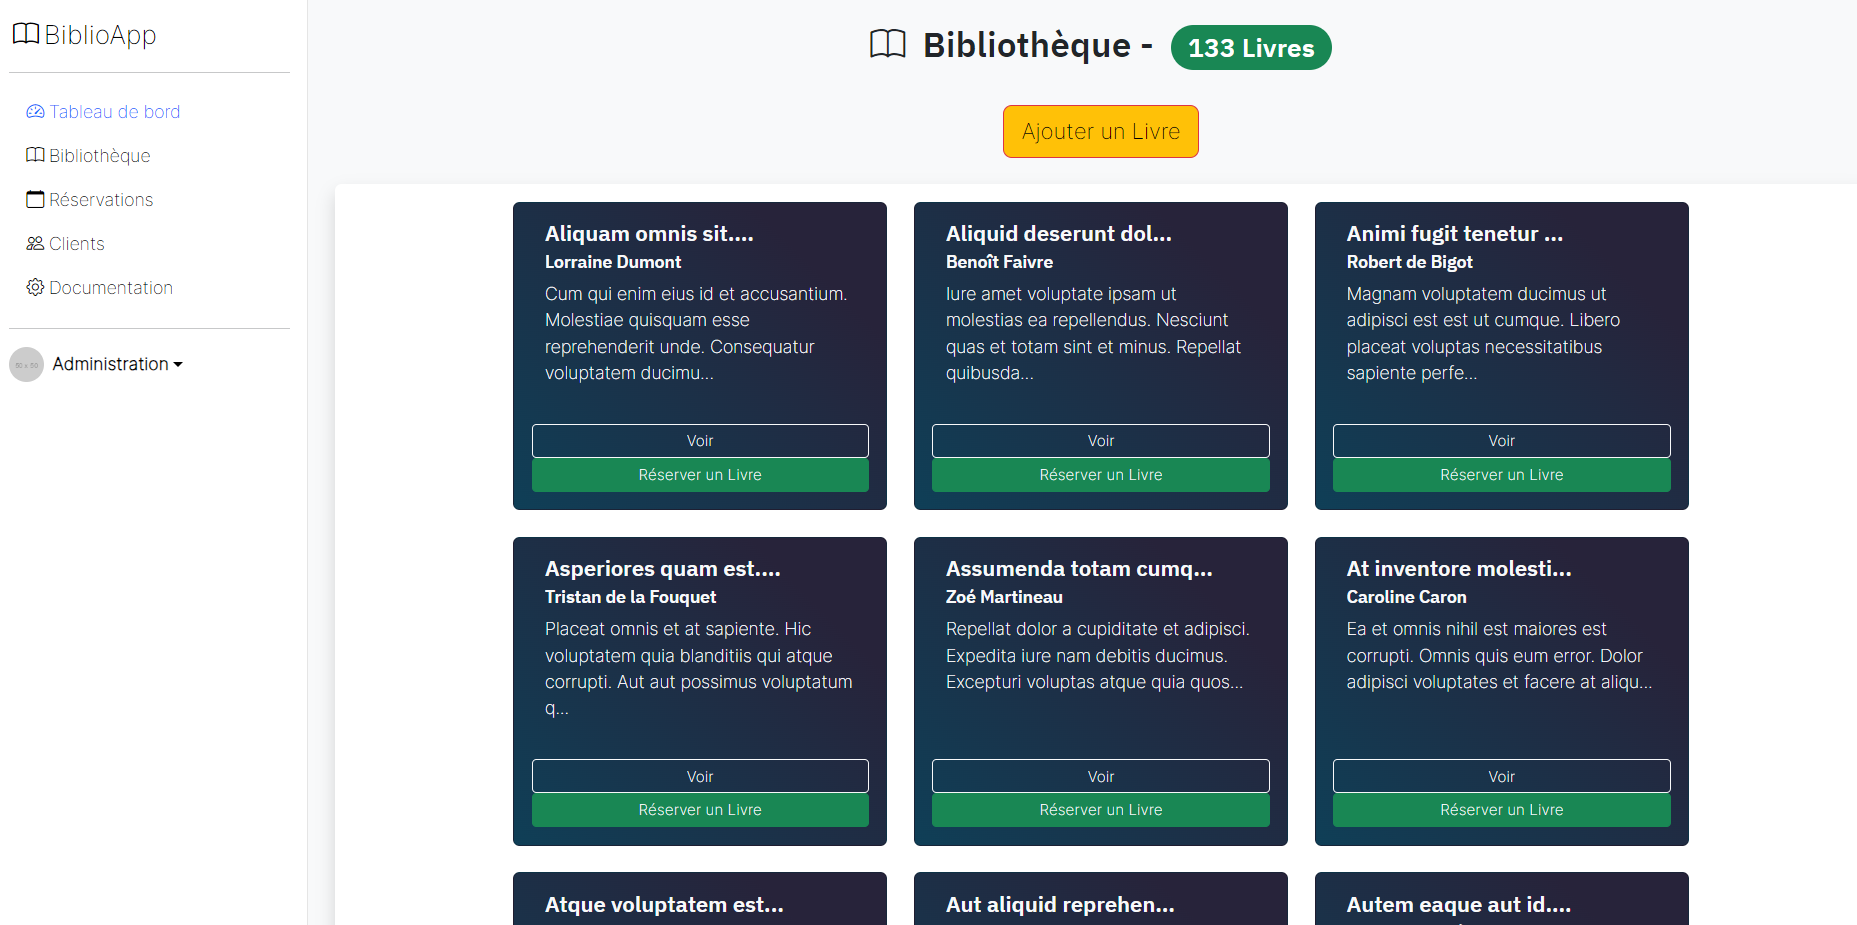 BiblioApp
Tableau de bord
Bibliothèque
Réservations
Clients
Documentation
50 x 50
Administration
Bibliothèque -
133 Livres
Ajouter un Livre
Aliquam omnis sit....
Lorraine Dumont
Cum qui enim eius id et accusantium.
Molestiae quisquam esse
reprehenderit unde. Consequatur
voluptatem ducimu...
Voir
Réserver un Livre
Aliquid deserunt dol...
Benoît Faivre
Iure amet voluptate ipsam ut
molestias ea repellendus. Nesciunt
quas et totam sint et minus. Repellat
quibusda...
Voir
Réserver un Livre
Animi fugit tenetur ...
Robert de Bigot
Magnam voluptatem ducimus ut
adipisci est est ut cumque. Libero
placeat voluptas necessitatibus
sapiente perfe...
Voir
Réserver un Livre
Asperiores quam est....
Tristan de la Fouquet
Placeat omnis et at sapiente. Hic
voluptatem quia blanditiis qui atque
corrupti. Aut aut possimus voluptatum
q...
Voir
Réserver un Livre
Assumenda totam cumq...
Zoé Martineau
Repellat dolor a cupiditate et adipisci.
Expedita iure nam debitis ducimus.
Excepturi voluptas atque quia quos...
Voir
Réserver un Livre
At inventore molesti...
Caroline Caron
Ea et omnis nihil est maiores est
corrupti. Omnis quis eum error. Dolor
adipisci voluptates et facere at aliqu...
Voir
Réserver un Livre
Atque voluptatem est...
Aut aliquid reprehen...
Autem eaque aut id....